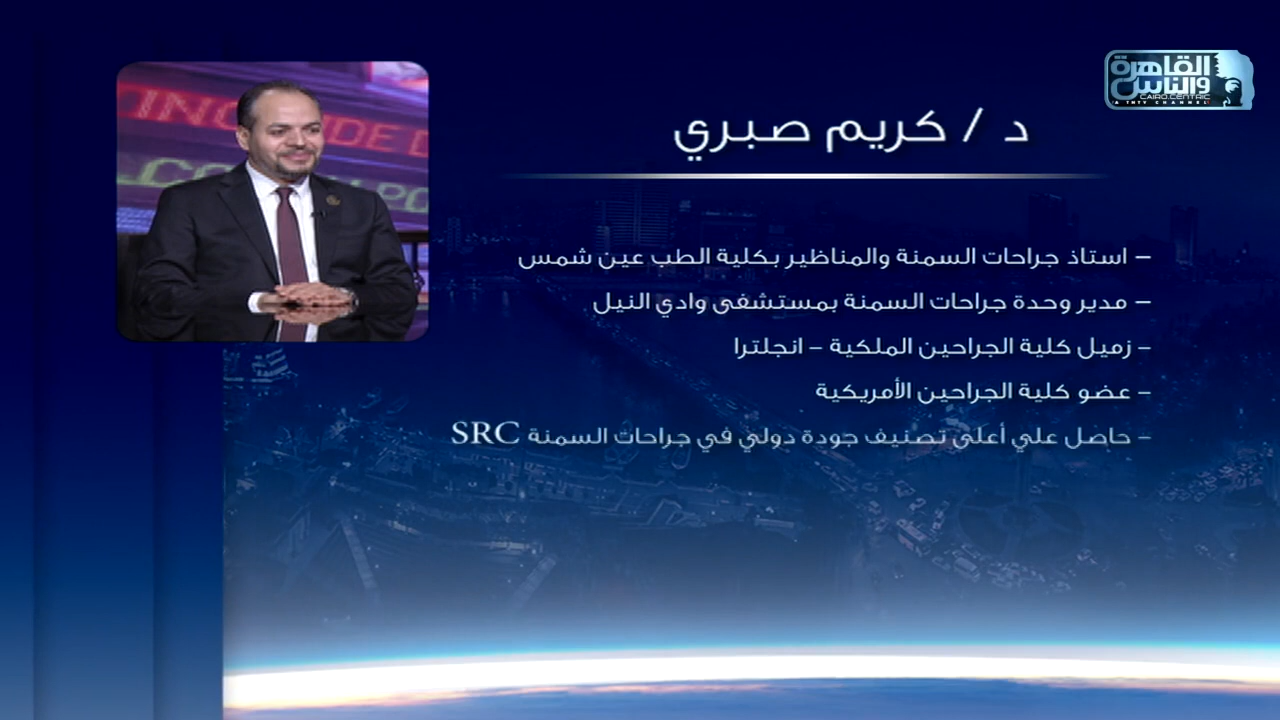 القاهرة
والناس
CAIRO.CENTRIC
A TNTV CHANNEL
د / كريم صبري
– استاذ جراحات السمنة والمناظير بكلية الطب عين شمس
– مدير وحدة جراحات السمنة بمستشفى وادي النيل
– زميل كلية الجراحين الملكية – انجلترا
– عضو كلية الجراحين الأمريكية
– حاصل علي أعلى تصنيف جودة دولي في جراحات السمنة SRC